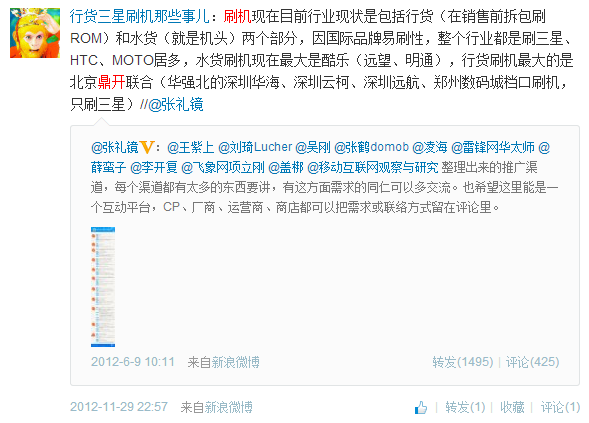 行货三星刷机那些事儿：刷机现在目前行业现状是包括行货（在销售前拆包刷
ROM）和水货（就是机头）两个部分，因国际品牌易刷性，整个行业都是刷三星、
HTC、MOTO居多，水货刷机现在最大是酷乐（远望、明通），行货刷机最大的是
北京鼎开联合（华强北的深圳华海、深圳云柯、深圳远航、郑州数码城档口刷机，
只刷三星）//@张礼镜
@张礼镜V：@王紫上 @刘琦Lucher @吴刚 @张鹤domob @凌海 @雷锋网华太师 @
薛蛮子 @李开复 @飞象网项立刚 @盖梆 @移动互联网观察与研究 整理出来的推广渠
道，每个渠道都有太多的东西要讲，有这方面需求的同仁可以多交流。也希望这里能是一
个互动平台，CP、厂商、运营商、商店都可以把需求或联络方式留在评论里。
2012-6-9 10:11 来自新浪微博 转发(1495) | 评论(425)
2012-11-29 22:57 来自新浪微博 | 转发(1) | 收藏 | 评论(1)